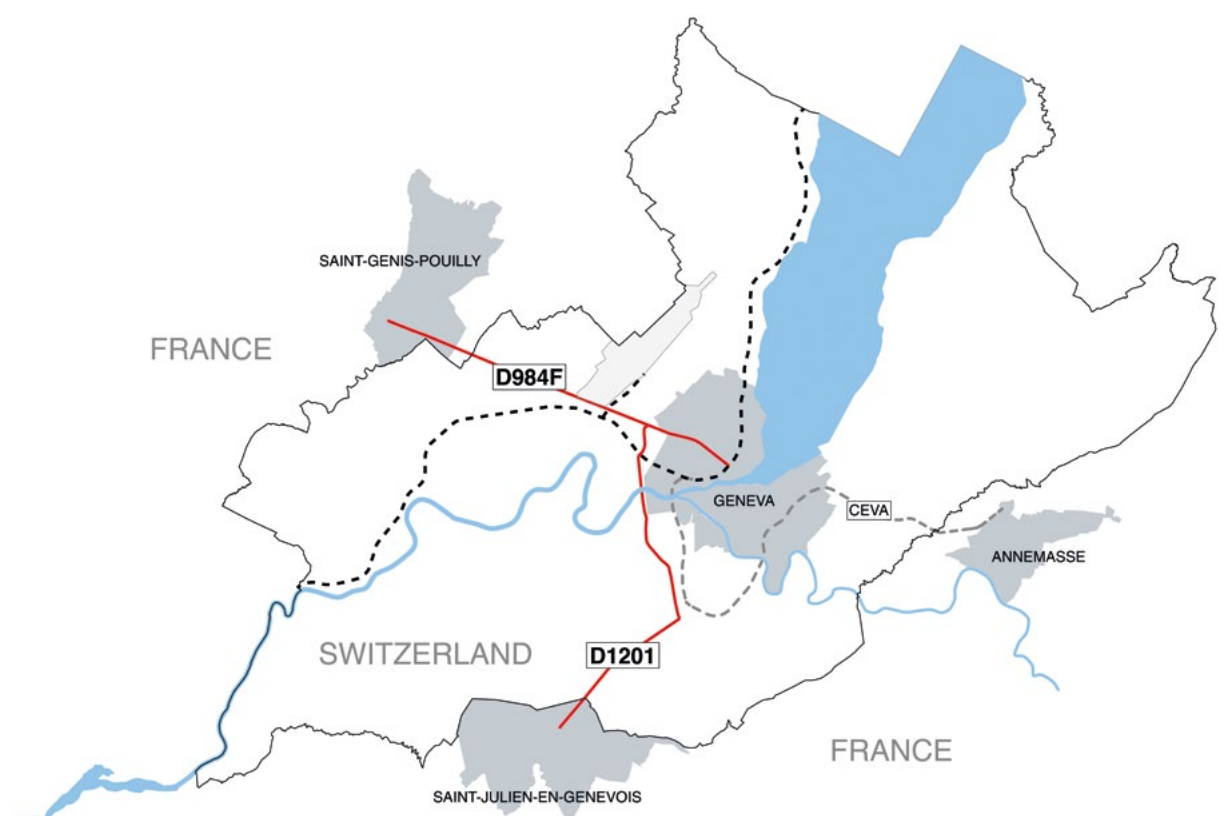 SAINT-GENIS-POUILLY
FRANCE
D984F
GENEVA
CEVA
ANNEMASSE
SWITZERLAND
D1201
FRANCE
SAINT-JULIEN-EN-GENEVOIS